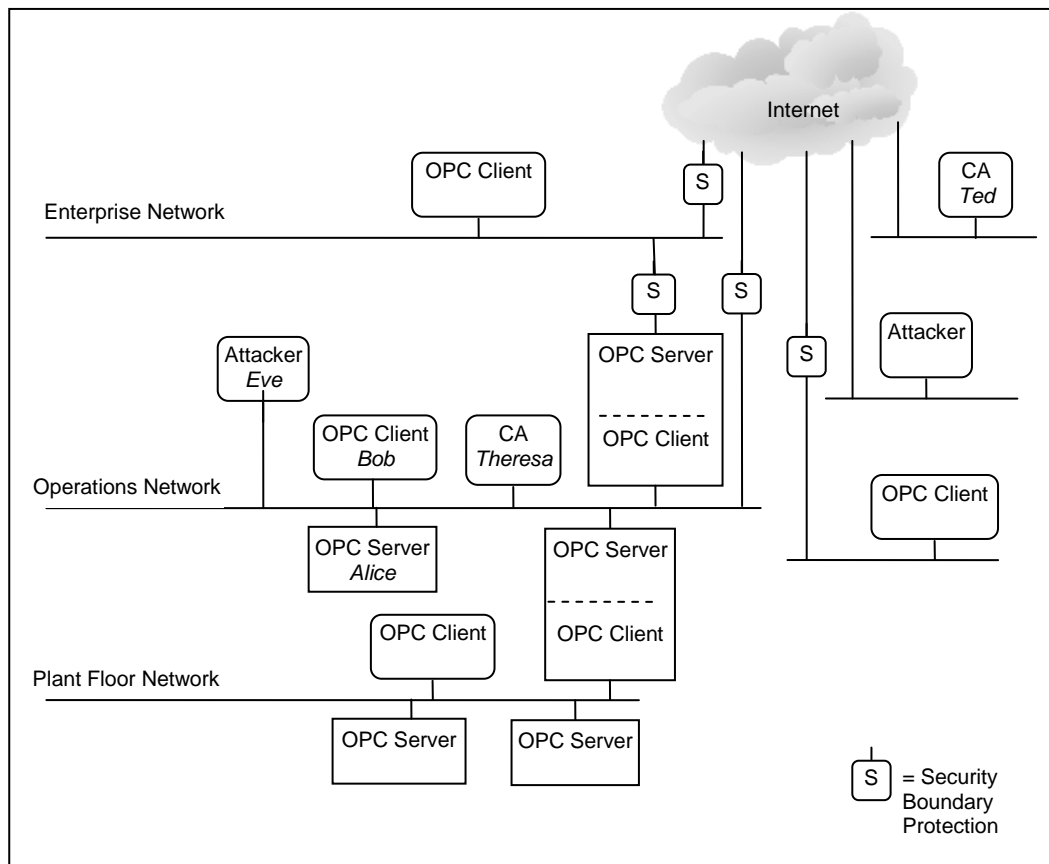 Internet
OPC Client
S
CA
Ted
Enterprise Network
S
S
OPC Server
OPC Client
S
Attacker
Attacker
Eve
OPC Client
Bob
CA
Theresa
Operations Network
OPC Client
OPC Server
Alice
OPC Server
OPC Client
OPC Client
Plant Floor Network
OPC Server
OPC Server
S
= Security
Boundary
Protection